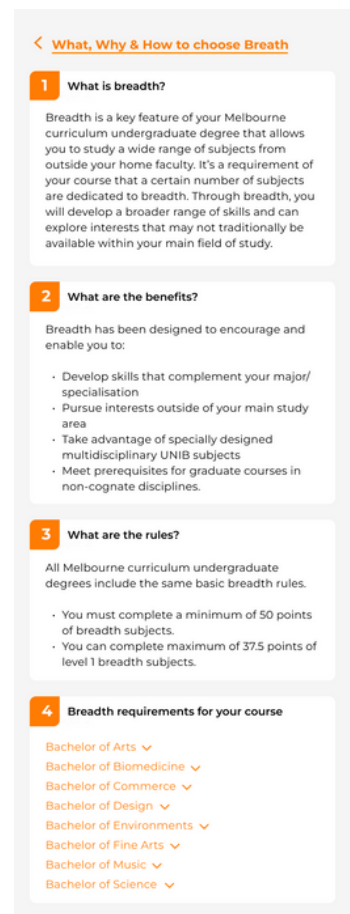 What, Why & How to choose Breath
1 What is breadth?
Breadth is a key feature of your Melbourne
curriculum undergraduate degree that allows
you to study a wide range of subjects from
outside your home faculty. It's a requirement of
your course that a certain number of subjects
are dedicated to breadth. Through breadth, you
will develop a broader range of skills and can
explore interests that may not traditionally be
available within your main field of study.
2 What are the benefits?
Breadth has been designed to encourage and
enable you to:
· Develop skills that complement your major/
specialisation
· Pursue interests outside of your main study
area
· Take advantage of specially designed
multidisciplinary UNIB subjects
· Meet prerequisites for graduate courses in
non-cognate disciplines.
3 What are the rules?
All Melbourne curriculum undergraduate
degrees include the same basic breadth rules.
· You must complete a minimum of 50 points
of breadth subjects.
· You can complete maximum of 37.5 points of
level 1 breadth subjects.
4 Breadth requirements for your course
Bachelor of Arts
Bachelor of Biomedicine
Bachelor of Commerce
Bachelor of Design
Bachelor of Environments
Bachelor of Fine Arts
Bachelor of Music
Bachelor of Science